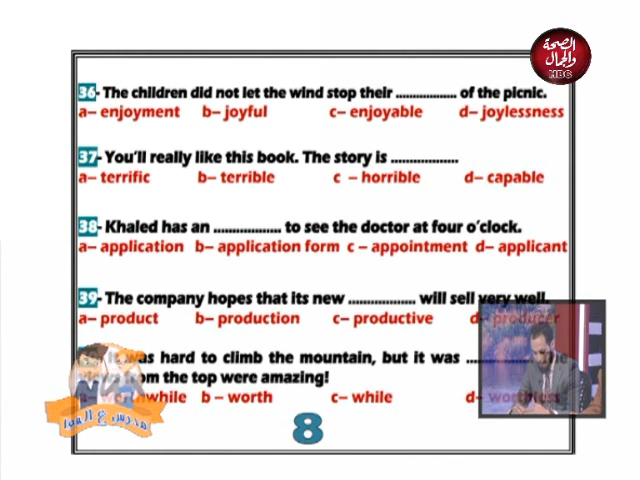 الصحة
والجمال
HBC
36- The children did not let the wind stop their .................. of the picnic.
a– enjoyment b– joyful c– enjoyable d– joylessness
37- You'll really like this book. The story is ..................
a– terrific b– terrible c – horrible d– capable
38- Khaled has an .................. to see the doctor at four o'clock.
a– application b– application form c – appointment d– applicant
39- The company hopes that its new .................. will sell very well.
a– product b– production c– productive d– producer
It was hard to climb the mountain, but it was ..................
from the top were amazing!
b – worth c– while d– worthless
8